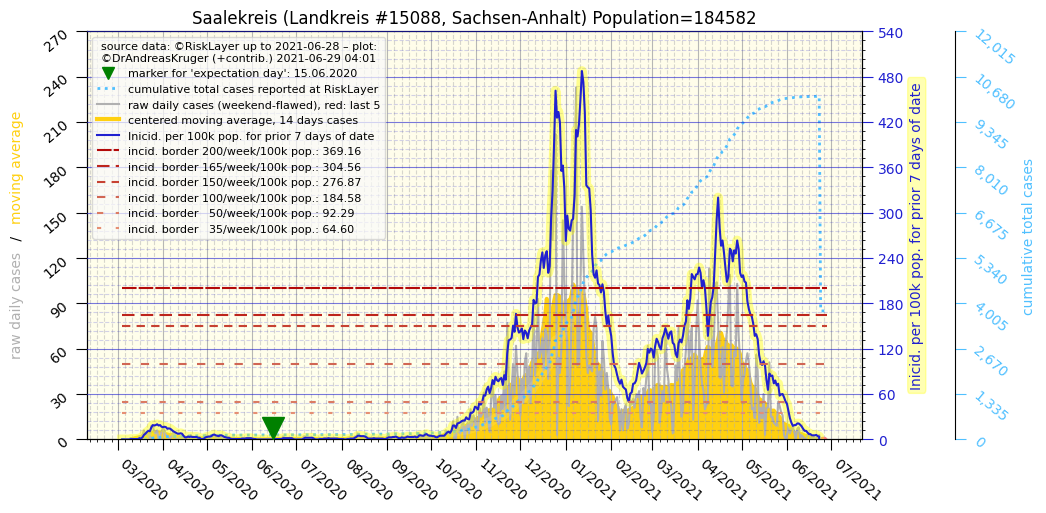 Saalekreis (Landkreis #15088, Sachsen-Anhalt) Population=184582
source data: ©RiskLayer up to 2021-06-28 – plot:
©DrAndreasKruger (+contrib.) 2021-06-29 04:01
marker for 'expectation day': 15.06.2020
cumulative total cases reported at RiskLayer
raw daily cases (weekend-flawed), red: last 5
centered moving average, 14 days cases
Inicid. per 100k pop. for prior 7 days of date
incid. border 200/week/100k pop.: 369.16
incid. border 165/week/100k pop.: 304.56
incid. border 150/week/100k pop.: 276.87
incid. border 100/week/100k pop.: 184.58
incid. border 50/week/100k pop.: 92.29
incid. border 35/week/100k pop.: 64.60
raw daily cases / moving average
270
240
210
180
150
120
90
60
30
0
03/2020
04/2020
05/2020
06/2020
07/2020
08/2020
09/2020
10/2020
11/2020
12/2020
01/2021
02/2021
03/2021
04/2021
05/2021
06/2021
07/2021
540
480
420
360
300
240
180
120
60
0
Inicid. per 100k pop. for prior 7 days of date
12,015
10,680
9,345
8,010
6,675
5,340
4,005
2,670
1,335
0
cumulative total cases